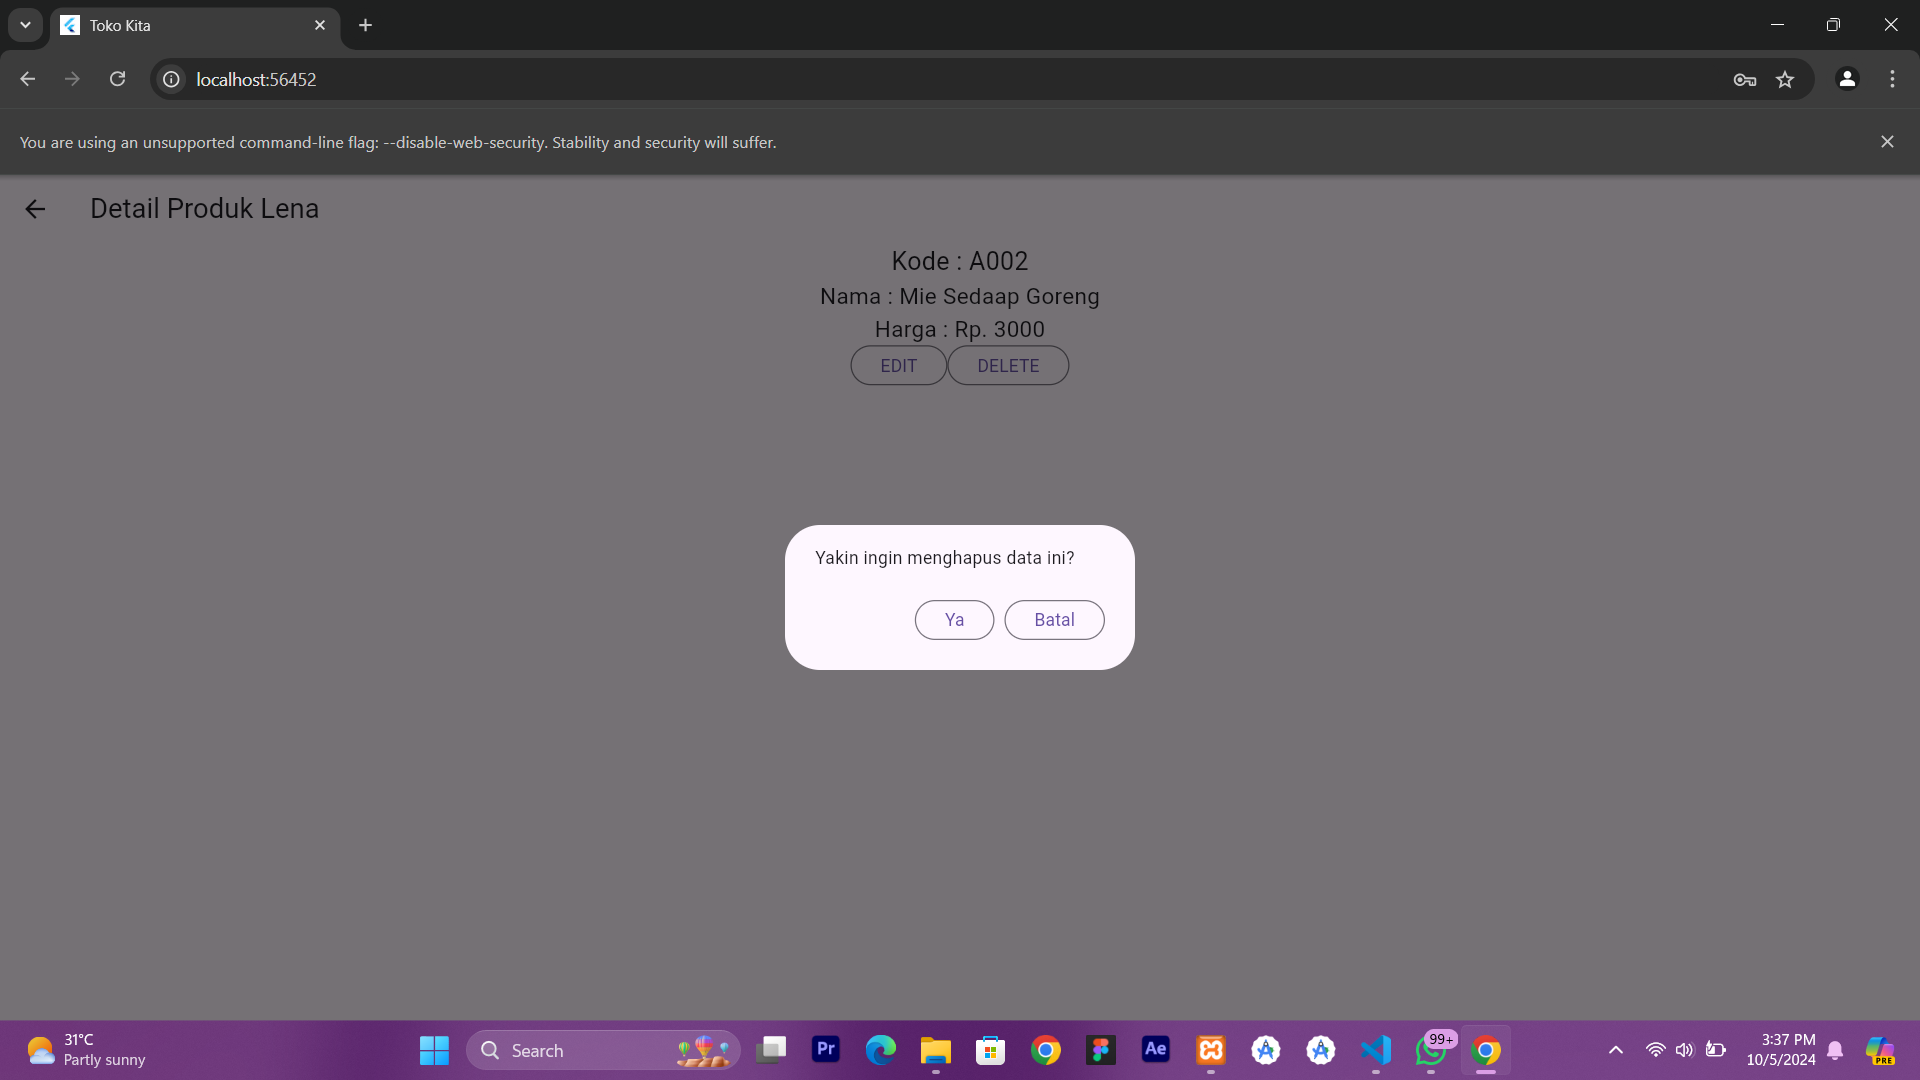 Toko Kita
localhost:56452
You are using an unsupported command-line flag: --disable-web-security. Stability and security will suffer.
Detail Produk Lena
Kode : A002
Nama : Mie Sedaap Goreng
Harga : Rp. 3000
EDIT DELETE
Yakin ingin menghapus data ini?
Ya Batal
31°C
Partly sunny
Search
Pr
Ae
99+
3:37 PM
10/5/2024
PRE